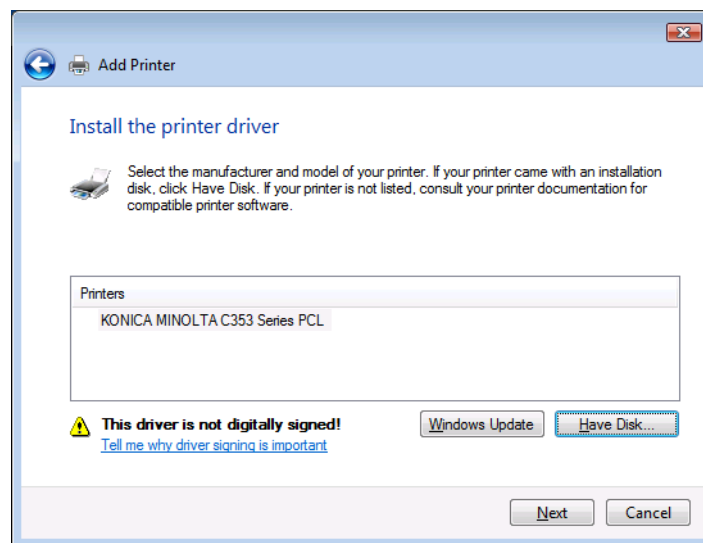 Add Printer
Install the printer driver
Select the manufacturer and model of your printer. If your printer came with an installation
disk, click Have Disk. If your printer is not listed, consult your printer documentation for
compatible printer software.
Printers
KONICA MINOLTA C353 Series PCL
This driver is not digitally signed!
Tell me why driver signing is important
Windows Update
Have Disk...
Next
Cancel